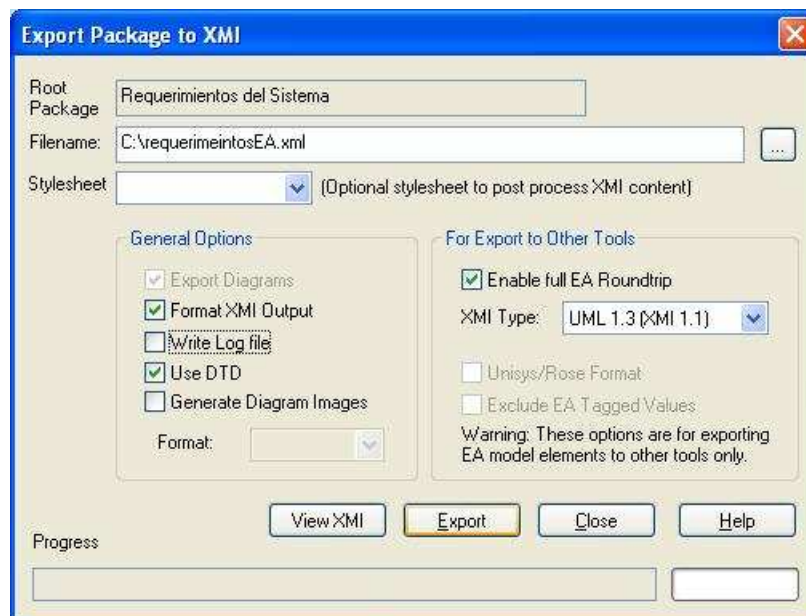 Export Package to XMI
Root
Package
Requerimientos del Sistema
Filename:
C:\requerimeintosEA.xml
...
Stylesheet
(Optional stylesheet to post process XMI content)
General Options
Export Diagrams
Format XMI Output
Write Log file
Use DTD
Generate Diagram Images
Format:
For Export to Other Tools
Enable full EA Roundtrip
XMI Type:
UML 1.3 (XMI 1.1)
Unisys/Rose Format
Exclude EA Tagged Values
Warning: These options are for exporting
EA model elements to other tools only.
View XMI
Export
Close
Help
Progress